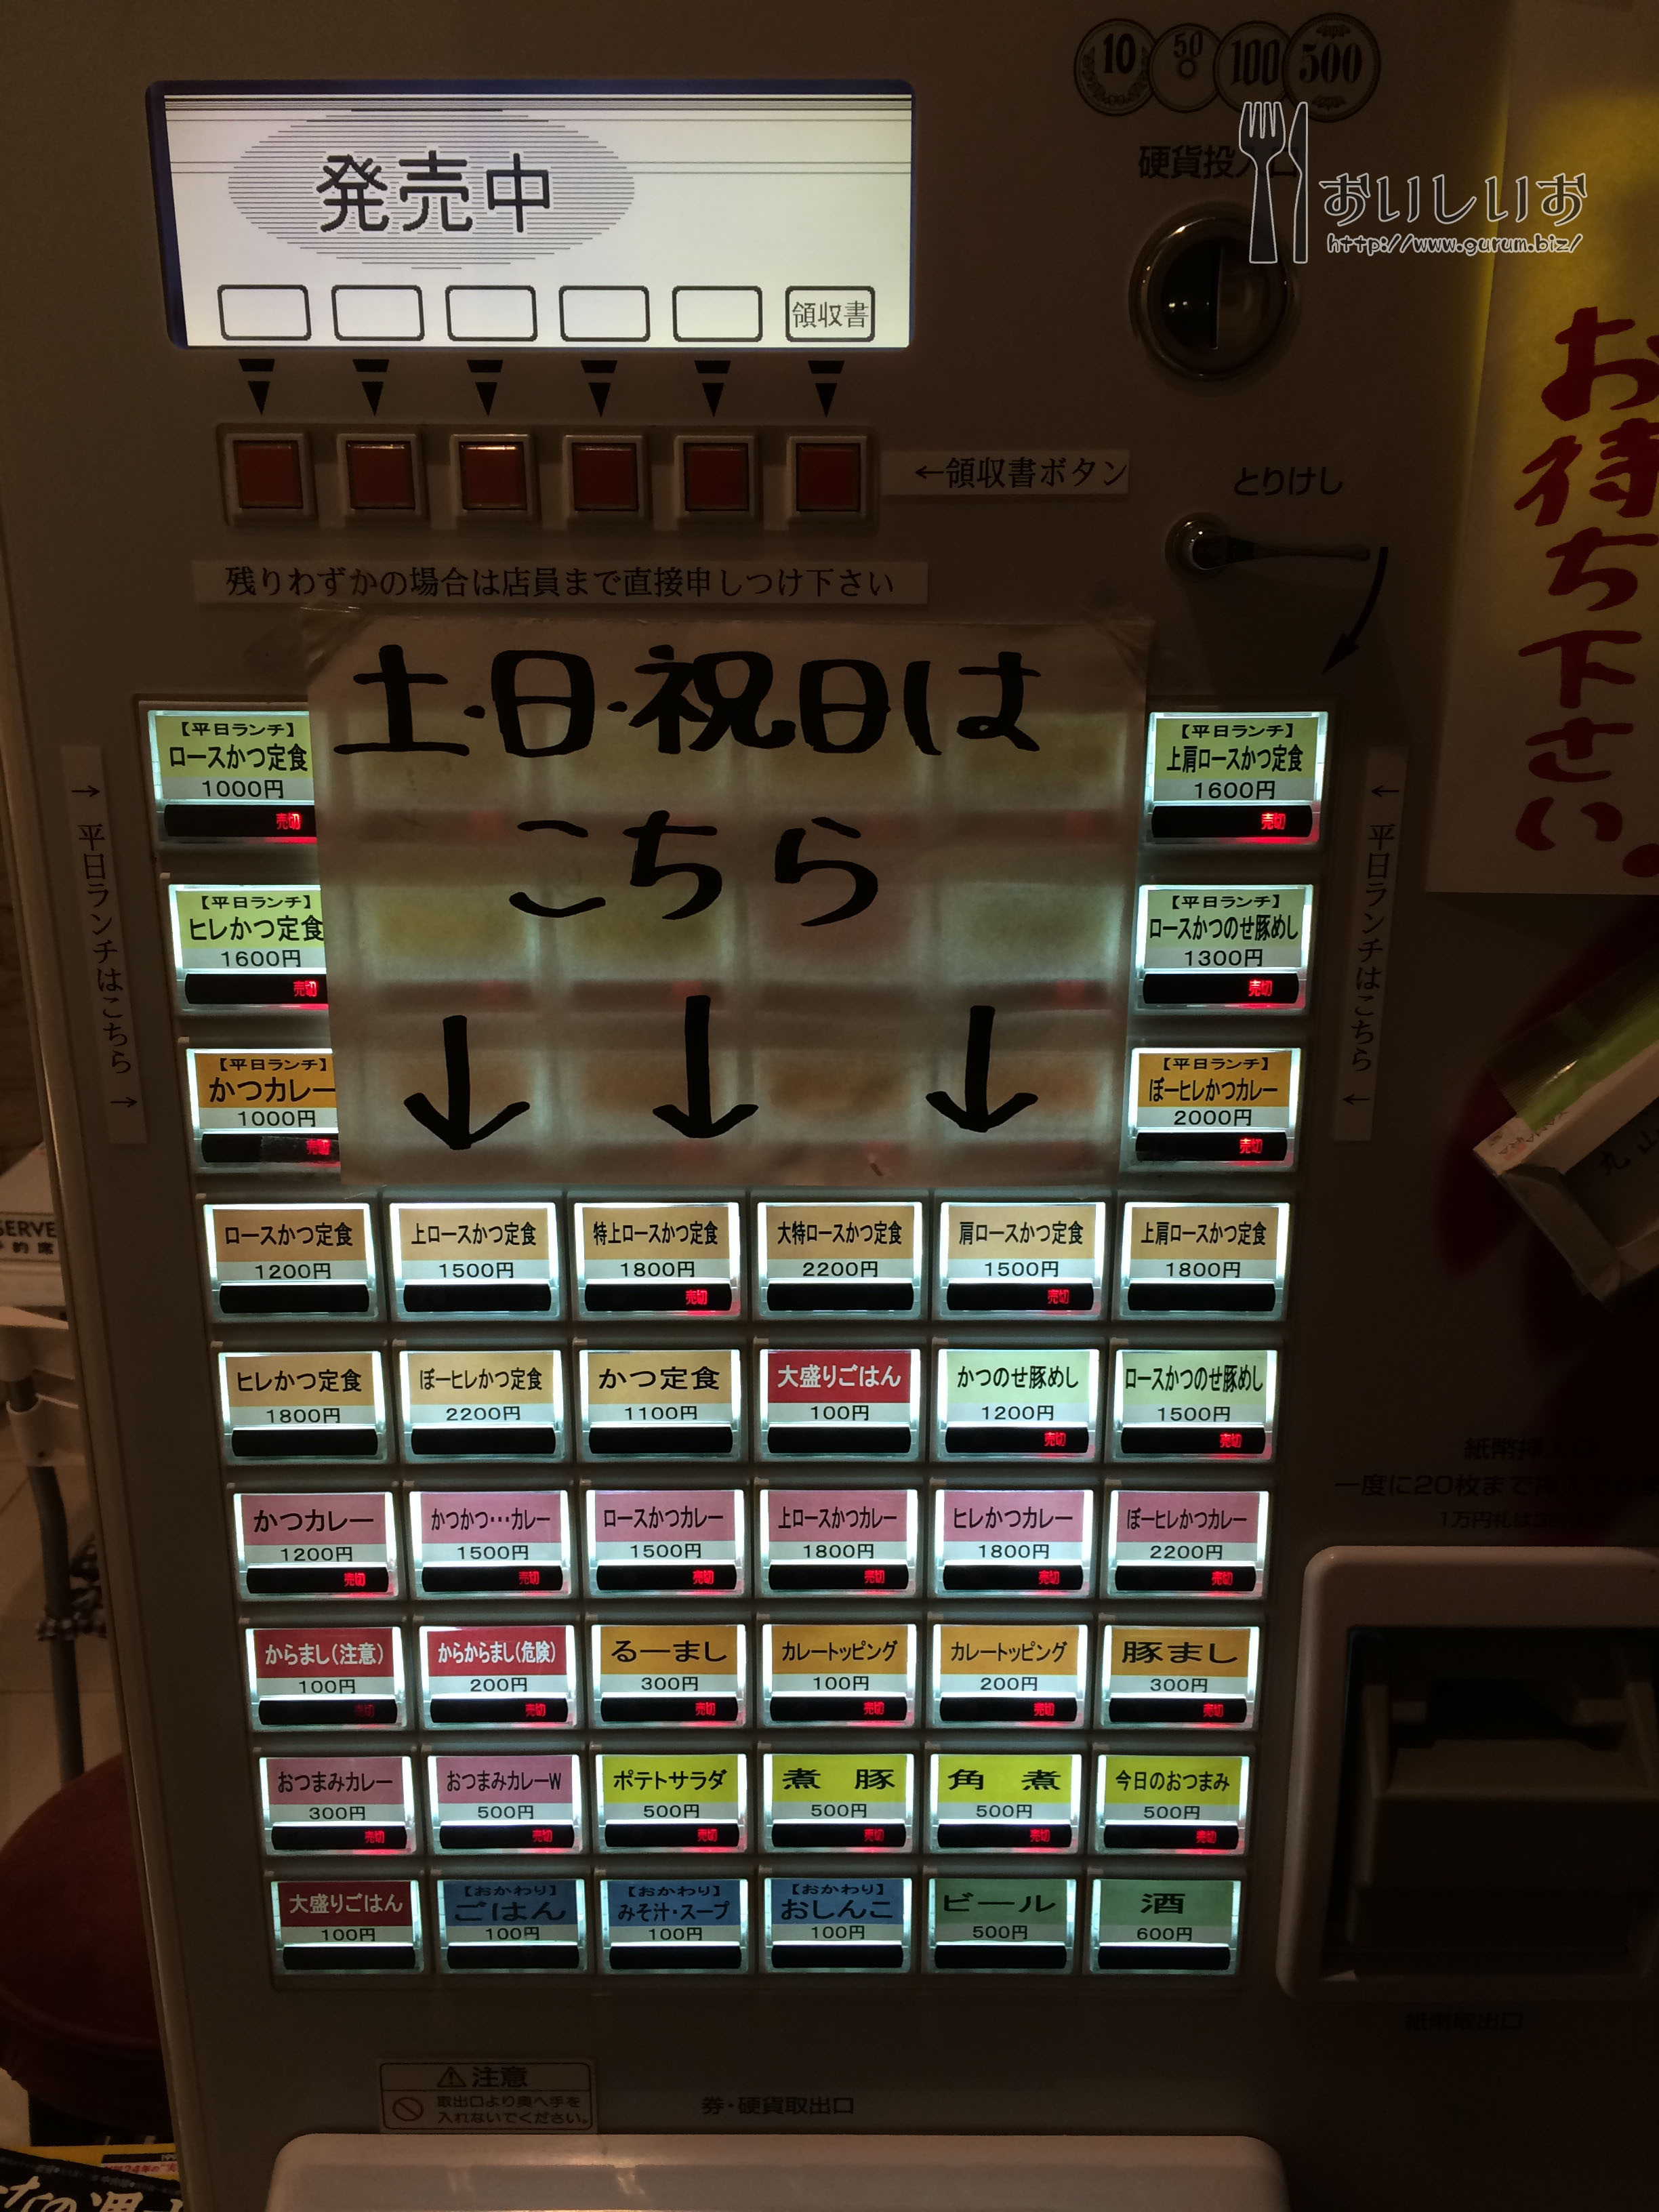 10 50 100 500
硬貨投入口
おいしいお
http://www.gurum.biz/
発売中
領収書
←領収書ボタン
とりけし
残りわずかの場合は店員まで直接申しつけ下さい
お待ち下さい。
土・日・祝日は
こちら
→平日ランチはこちら→
←平日ランチはこちら←
【平日ランチ】
ロースかつ定食
1000円
売切
【平日ランチ】
上肩ロースかつ定食
1600円
売切
【平日ランチ】
ヒレかつ定食
1600円
売切
【平日ランチ】
ロースかつのせ豚めし
1300円
売切
【平日ランチ】
かつカレー
1000円
売切
【平日ランチ】
ぼーヒレかつカレー
2000円
売切
ロースかつ定食 上ロースかつ定食 特上ロースかつ定食 大特ロースかつ定食 肩ロースかつ定食 上肩ロースかつ定食
1200円 1500円 1800円 2200円 1500円 1800円
売切 売切
ヒレかつ定食 ぼーヒレかつ定食 かつ定食 大盛りごはん かつのせ豚めし ロースかつのせ豚めし
1800円 2200円 1100円 100円 1200円 1500円
売切 売切
かつカレー かつかつ…カレー ロースかつカレー 上ロースかつカレー ヒレかつカレー ぼーヒレかつカレー
1200円 1500円 1500円 1800円 1800円 2200円
売切 売切 売切 売切 売切 売切
からまし(注意) からからまし(危険) るーまし カレートッピング カレートッピング 豚まし
100円 200円 300円 100円 200円 300円
売切 売切 売切 売切 売切 売切
おつまみカレー おつまみカレーW ポテトサラダ 煮豚 角煮 今日のおつまみ
300円 500円 500円 500円 500円 500円
売切 売切 売切 売切 売切 売切
【おかわり】 【おかわり】 【おかわり】
大盛りごはん ごはん みそ汁・スープ おしんこ ビール 酒
100円 100円 100円 100円 500円 600円
紙幣挿入口
一度に20枚まで
1万円札は
紙幣取出口
丸山
SERVE
約席
注意
取出口より奥へ手を
入れないでください。
券・硬貨取出口